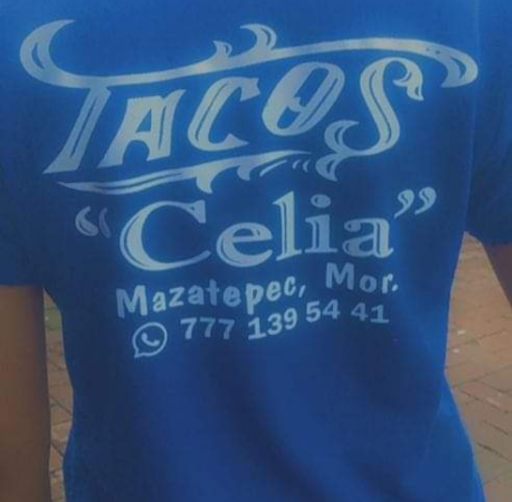 TACOS
“Celia”
Mazatepec, Mor.
777 139 54 41